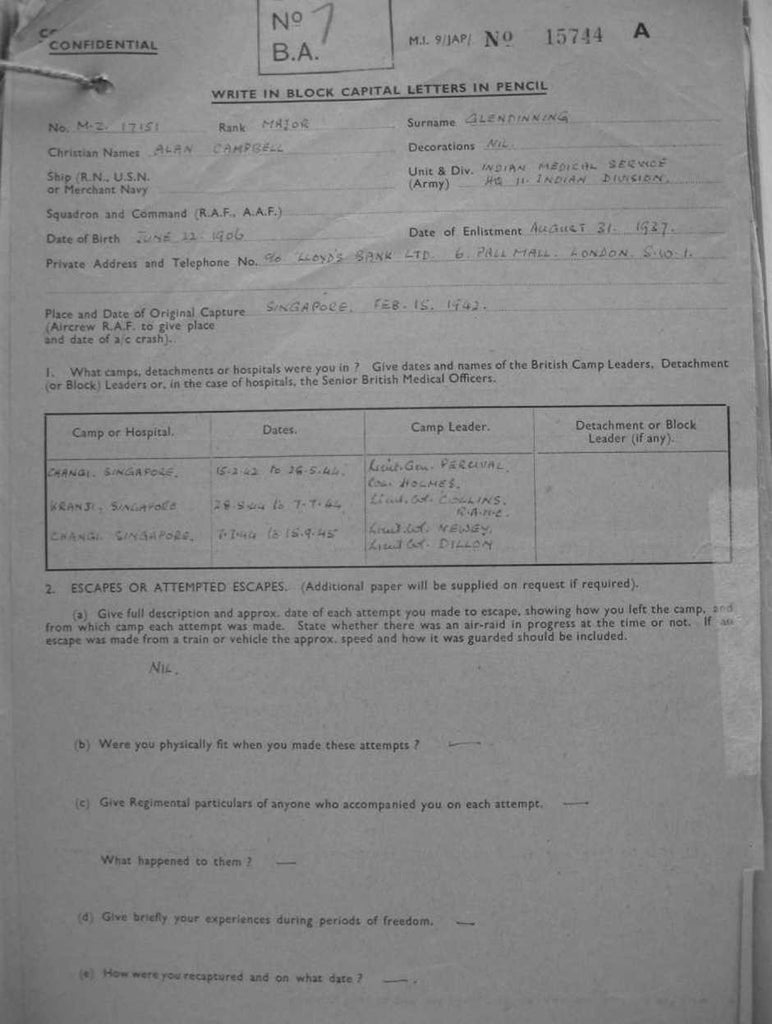 CONFIDENTIAL
No 7
B.A.
M.I. 9/JAP/ No 15744 A
WRITE IN BLOCK CAPITAL LETTERS IN PENCIL
No. M.Z. 17151 Rank MAJOR Surname GLENDINNING
Christian Names ALAN CAMPBELL Decorations NIL.
Ship (R.N., U.S.N. Unit & Div. INDIAN MEDICAL SERVICE
or Merchant Navy (Army) HQ 11. INDIAN DIVISION.
Squadron and Command (R.A.F., A.A.F.)
Date of Birth JUNE 22 1906 Date of Enlistment AUGUST 31. 1937.
Private Address and Telephone No. c/o LLOYD'S BANK LTD. 6. PALL MALL. LONDON. S.W.1.
Place and Date of Original Capture SINGAPORE. FEB. 15. 1942.
(Aircrew R.A.F. to give place
and date of a/c crash).
1. What camps, detachments or hospitals were you in ? Give dates and names of the British Camp Leaders, Detachment
(or Block) Leaders or, in the case of hospitals, the Senior British Medical Officers.
Camp or Hospital. Dates. Camp Leader. Detachment or Block
Leader (if any).
CHANGI. SINGAPORE. 15.2.42 to 28.5.44. Lieut. Gen. PERCIVAL.
Col. HOLMES.
KRANJI. SINGAPORE 28.5.44 to 7.7.44. Lieut. Col. COLLINS.
R.A.M.C.
CHANGI. SINGAPORE. 7.7.44 to 15.9.45 Lieut. Col. NEWEY.
Lieut Col. DILLON
2. ESCAPES OR ATTEMPTED ESCAPES. (Additional paper will be supplied on request if required).
(a) Give full description and approx. date of each attempt you made to escape, showing how you left the camp, and
from which camp each attempt was made. State whether there was an air-raid in progress at the time or not. If an
escape was made from a train or vehicle the approx. speed and how it was guarded should be included.
NIL.
(b) Were you physically fit when you made these attempts ? —
(c) Give Regimental particulars of anyone who accompanied you on each attempt. —
What happened to them ? —
(d) Give briefly your experiences during periods of freedom. —
(e) How were you recaptured and on what date ? — .